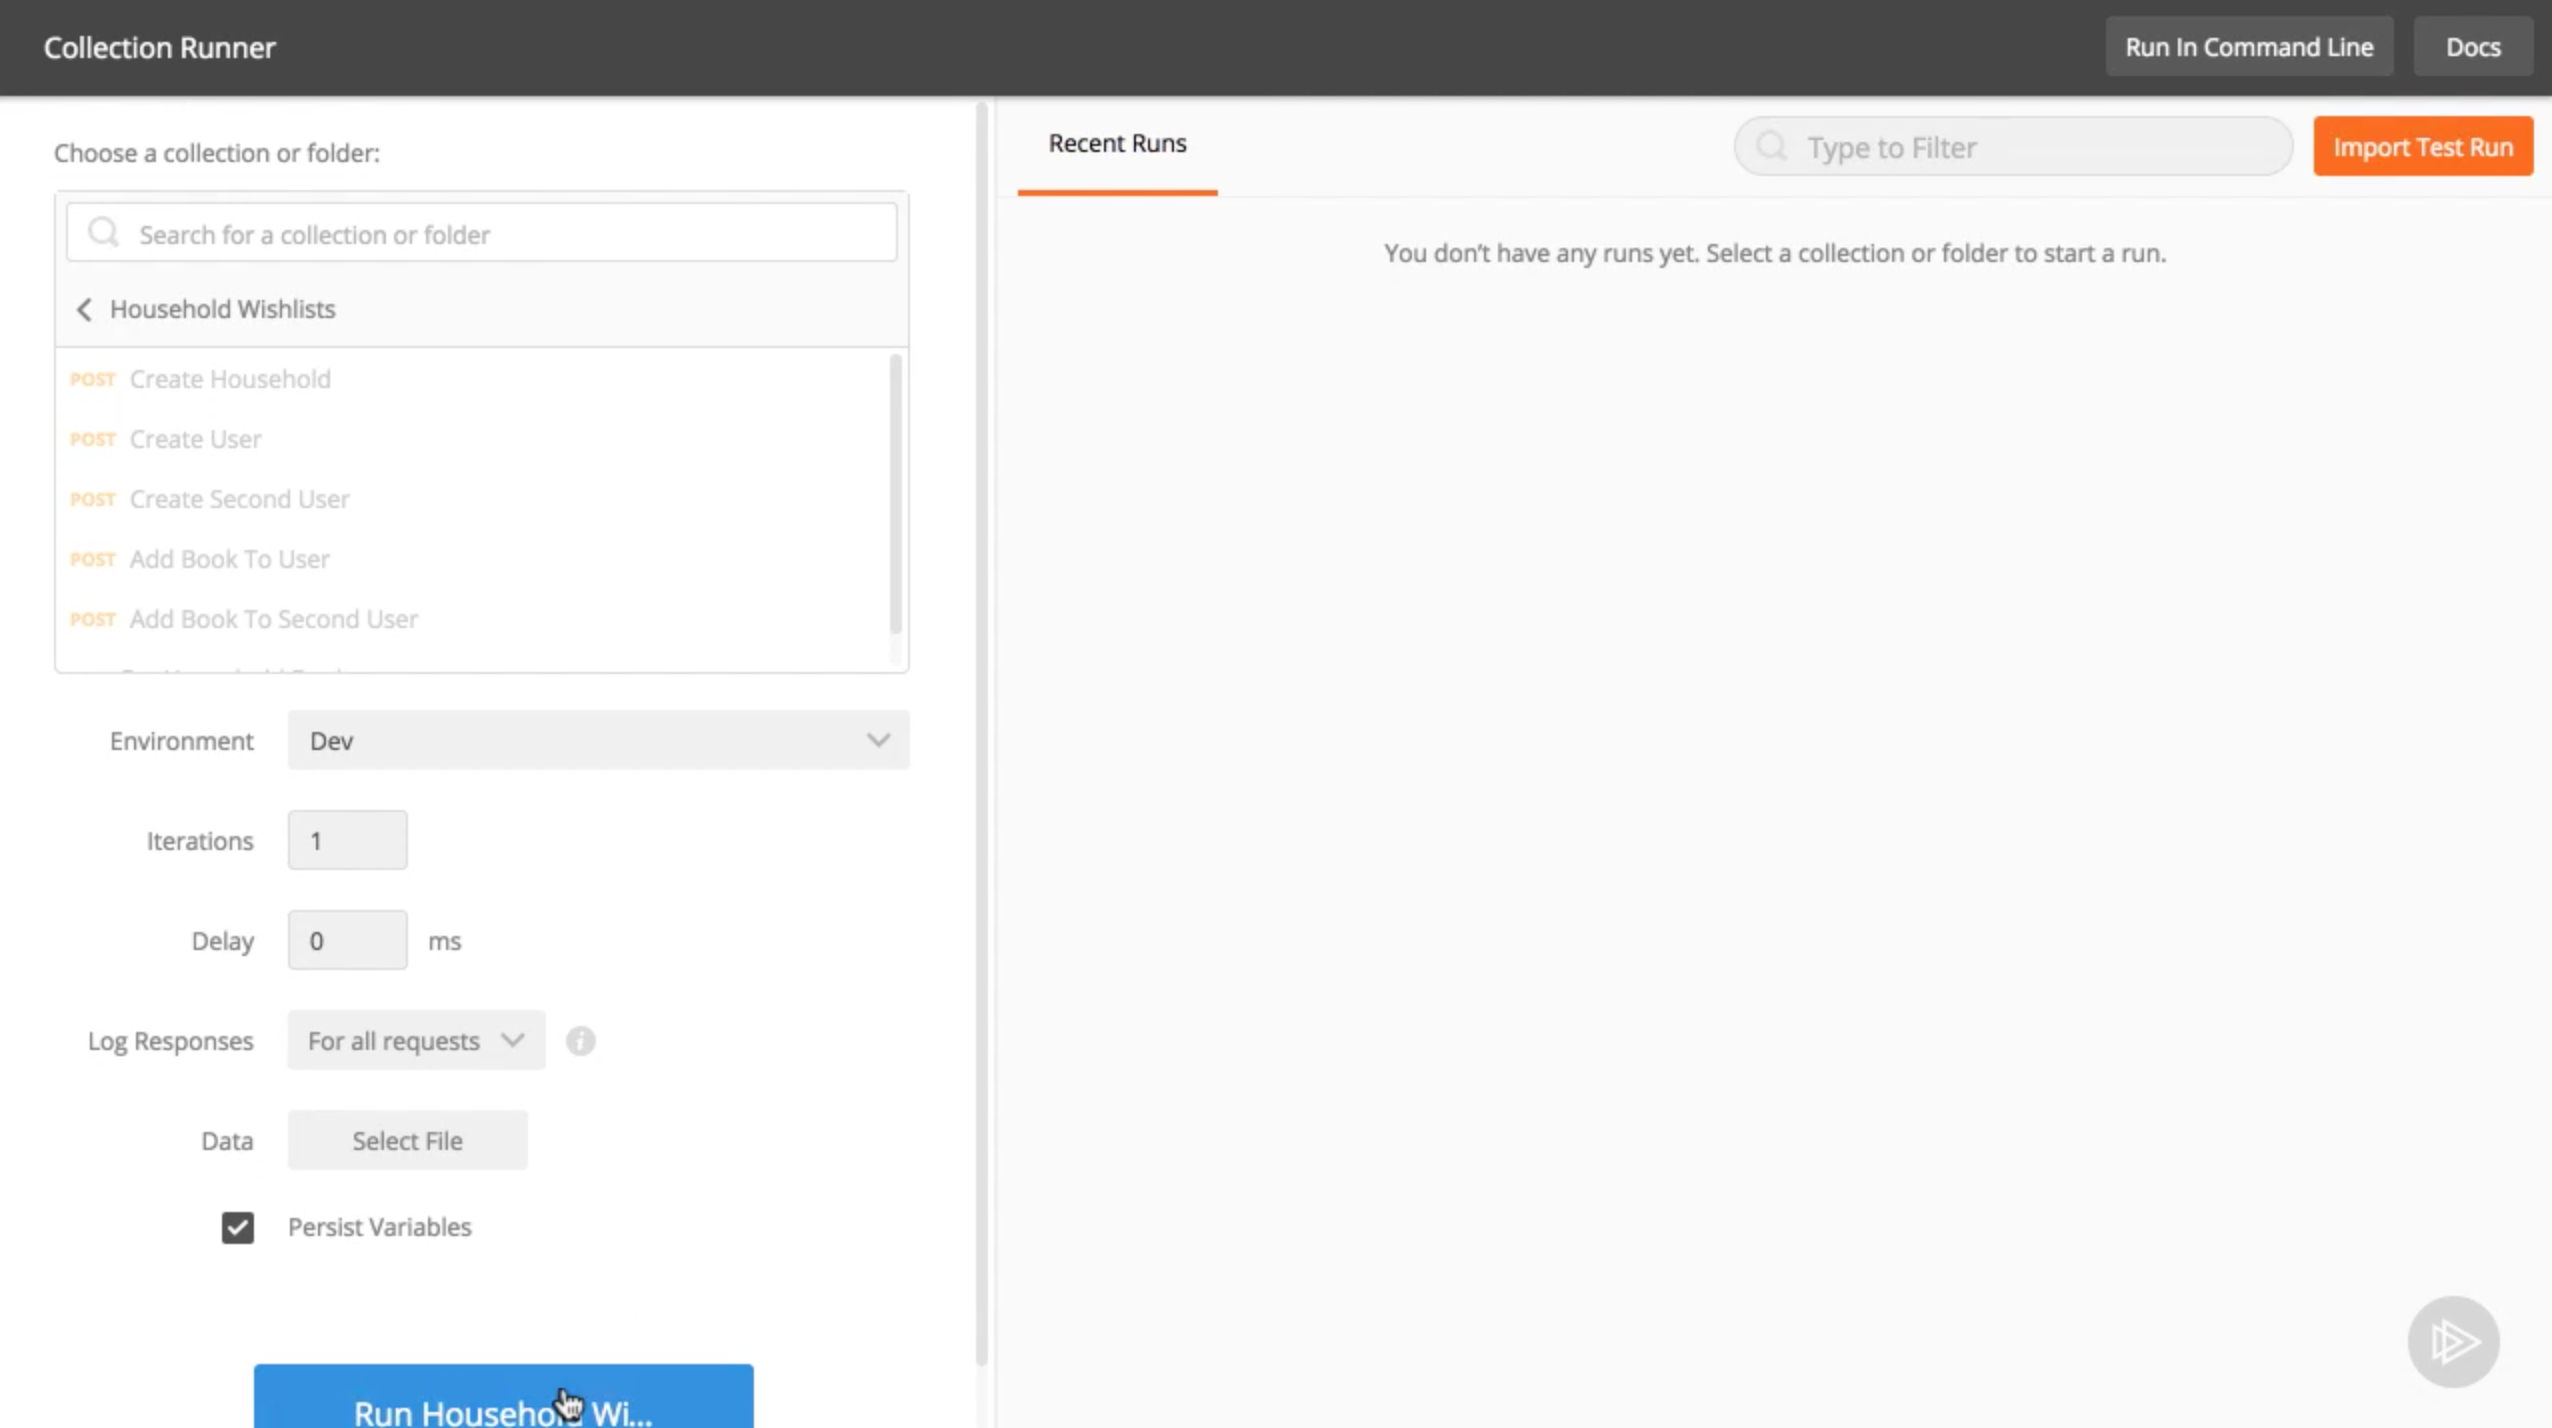 Collection Runner
Run In Command Line
Docs
Choose a collection or folder:
Search for a collection or folder
Household Wishlists
POST Create Household
POST Create User
POST Create Second User
POST Add Book To User
POST Add Book To Second User
Environment Dev
Iterations 1
Delay 0 ms
Log Responses For all requests
Data Select File
Persist Variables
Run Household Wi...
Recent Runs
Type to Filter
Import Test Run
You don't have any runs yet. Select a collection or folder to start a run.